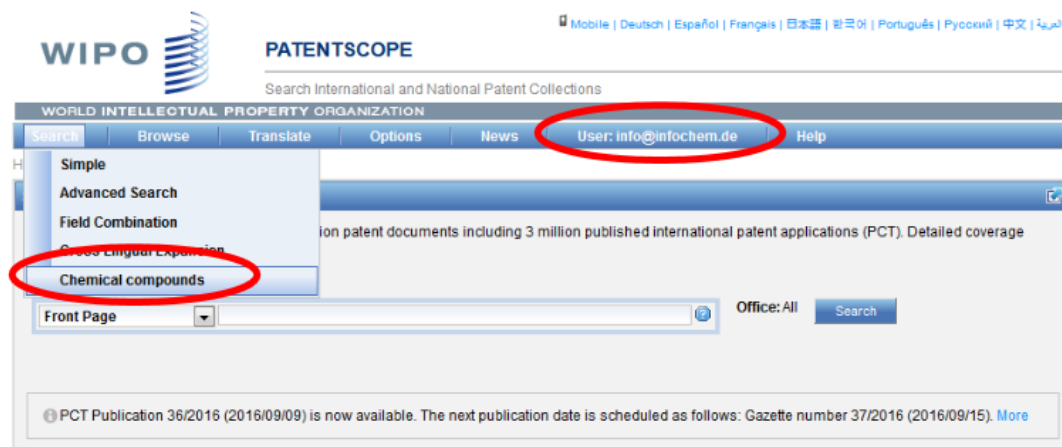 Mobile | Deutsch | Español | Français | 日本語 | 한국어 | Português | Русский | 中文 | العربية
WIPO
PATENTSCOPE
Search International and National Patent Collections
WORLD INTELLECTUAL PROPERTY ORGANIZATION
Search Browse Translate Options News User: info@infochem.de Help
H
Simple
Advanced Search
Field Combination
ion patent documents including 3 million published international patent applications (PCT). Detailed coverage
Cross Lingual Expansion
Chemical compounds
Front Page Office: All Search
PCT Publication 36/2016 (2016/09/09) is now available. The next publication date is scheduled as follows: Gazette number 37/2016 (2016/09/15). More